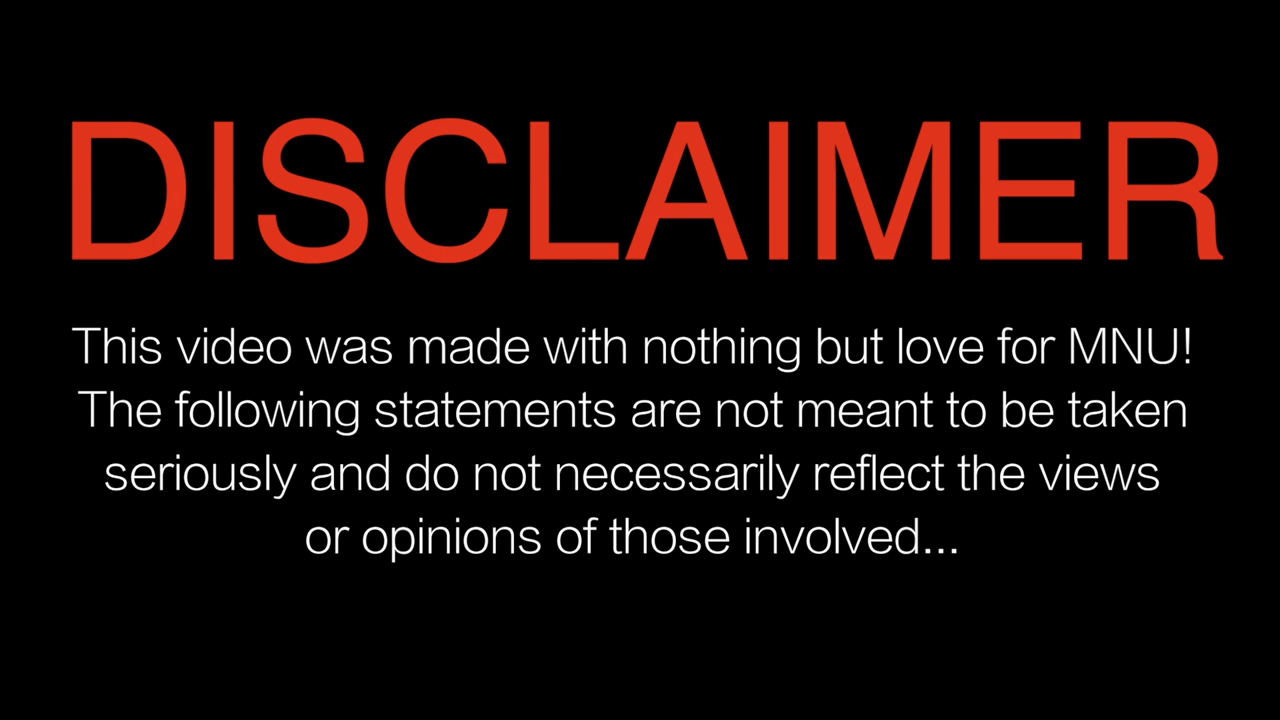 DISCLAIMER
This video was made with nothing but love for MNU!
The following statements are not meant to be taken
seriously and do not necessarily reflect the views
or opinions of those involved...